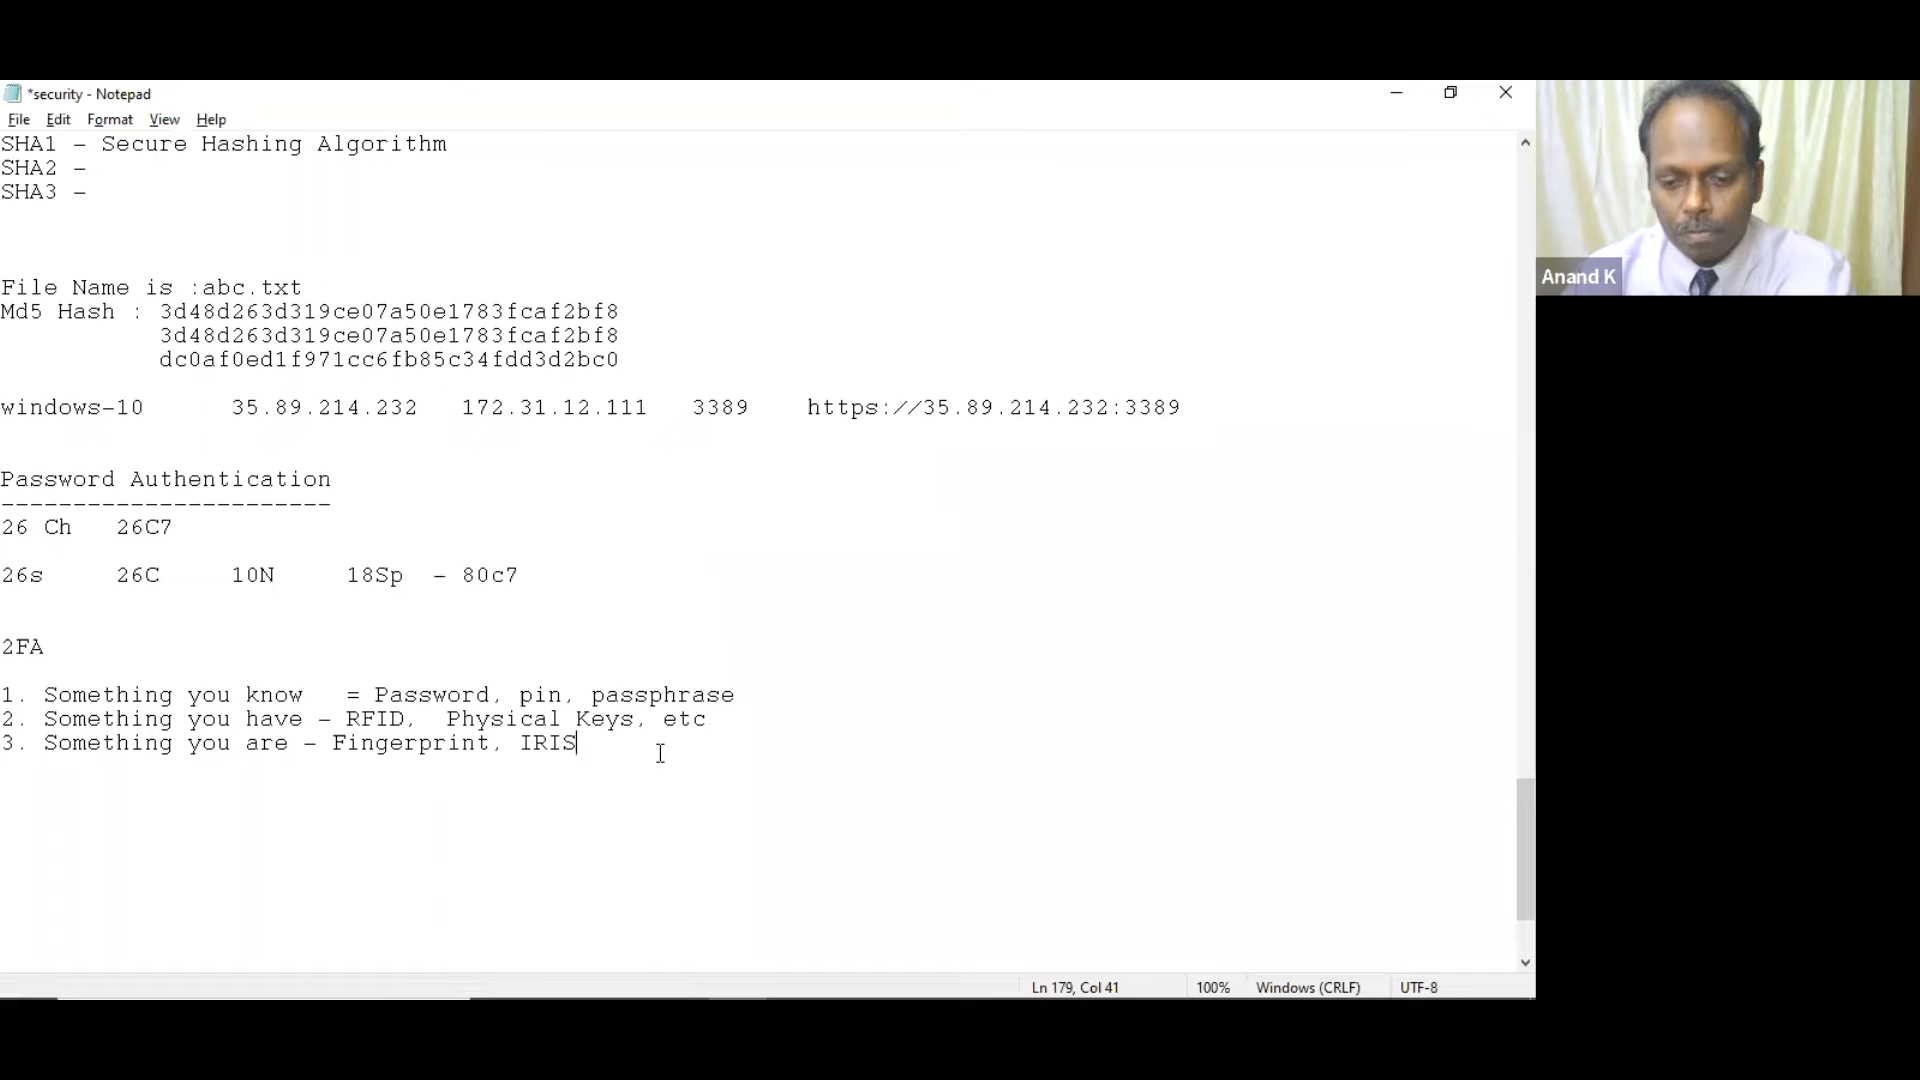 *security - Notepad
File Edit Format View Help
SHA1 - Secure Hashing Algorithm
SHA2 -
SHA3 -
File Name is :abc.txt
Md5 Hash : 3d48d263d319ce07a50e1783fcaf2bf8
3d48d263d319ce07a50e1783fcaf2bf8
dc0af0ed1f971cc6fb85c34fdd3d2bc0
windows-10 35.89.214.232 172.31.12.111 3389 https://35.89.214.232:3389
Password Authentication
-----------------------
26 Ch 26C7
26s 26C 10N 18Sp - 80c7
2FA
1. Something you know = Password, pin, passphrase
2. Something you have - RFID, Physical Keys, etc
3. Something you are - Fingerprint, IRIS
Ln 179, Col 41 100% Windows (CRLF) UTF-8
Anand K